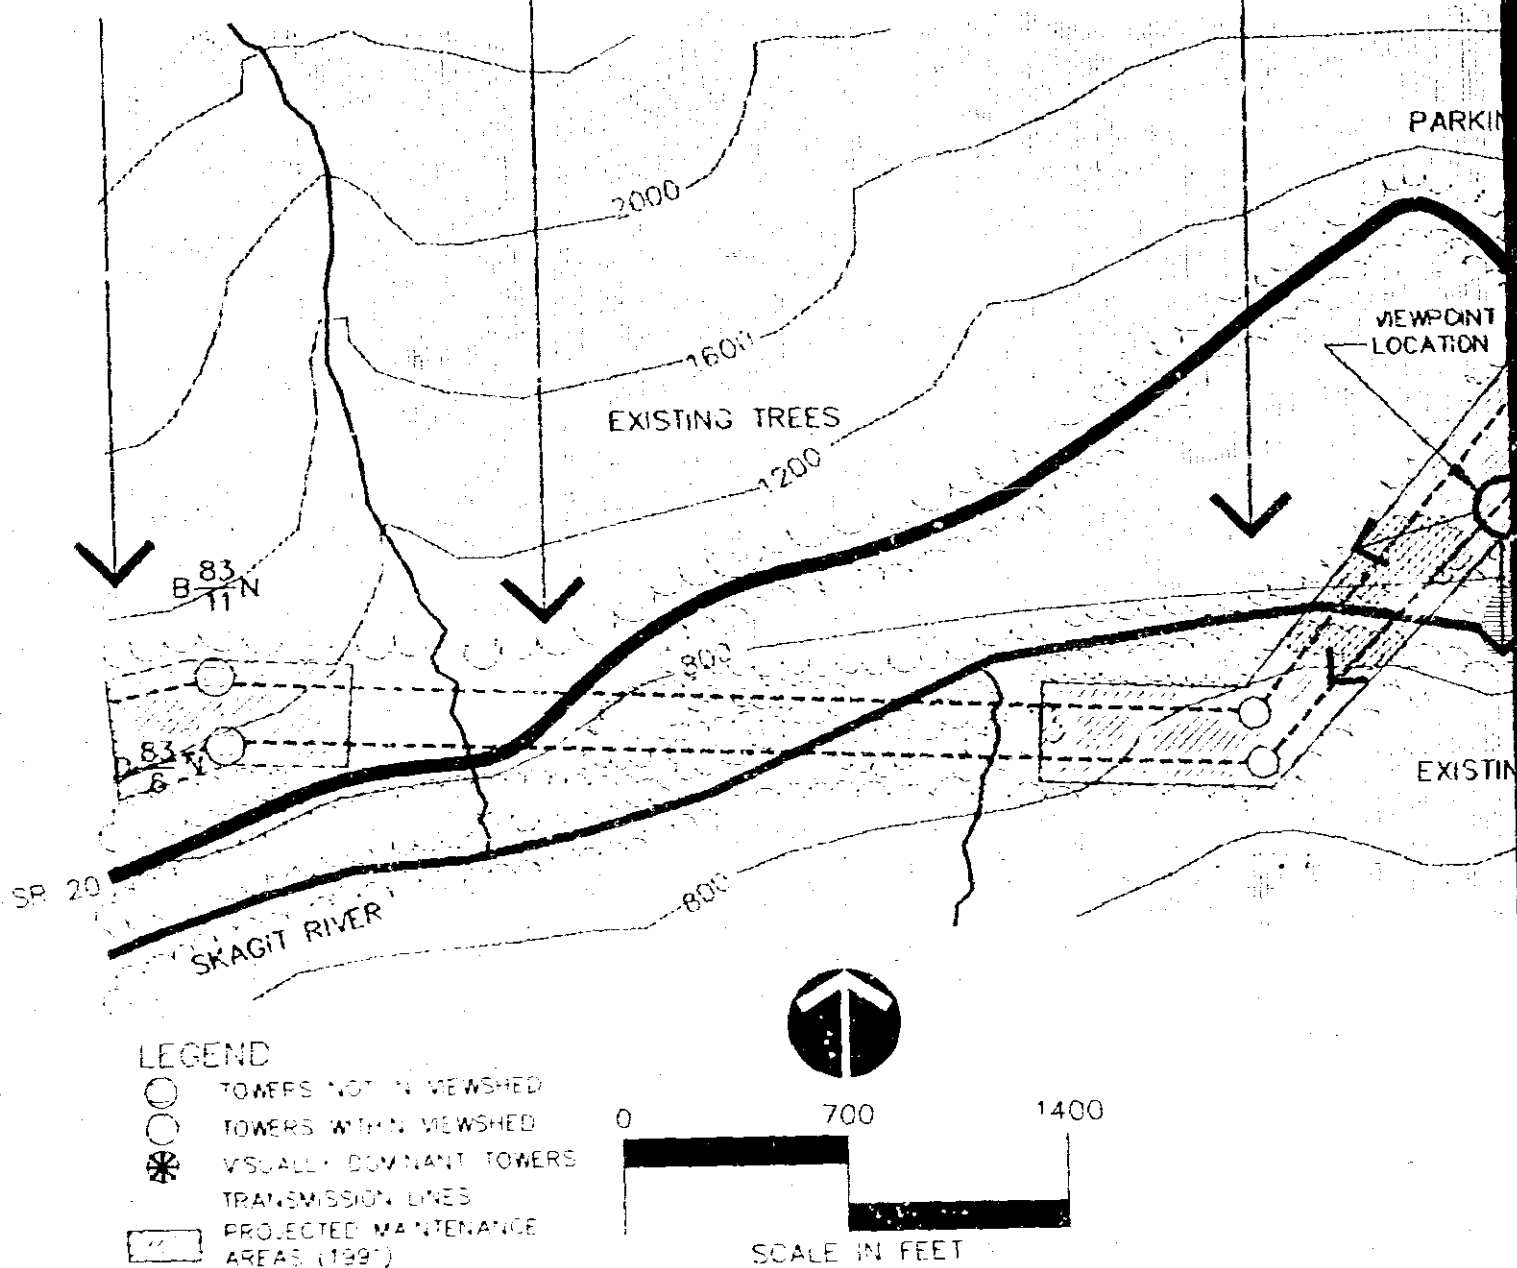 PARKIN
2000
VIEWPOINT
LOCATION
1600
EXISTING TREES
1200
B 83 N
11
800
83
6
EXISTIN
SR 20
800
SKAGIT RIVER
LEGEND
TOWERS NOT IN VIEWSHED
TOWERS WITHIN VIEWSHED
VISUALLY DOMINANT TOWERS
TRANSMISSION LINES
PROJECTED MAINTENANCE
AREAS (1991)
0 700 1400
SCALE IN FEET